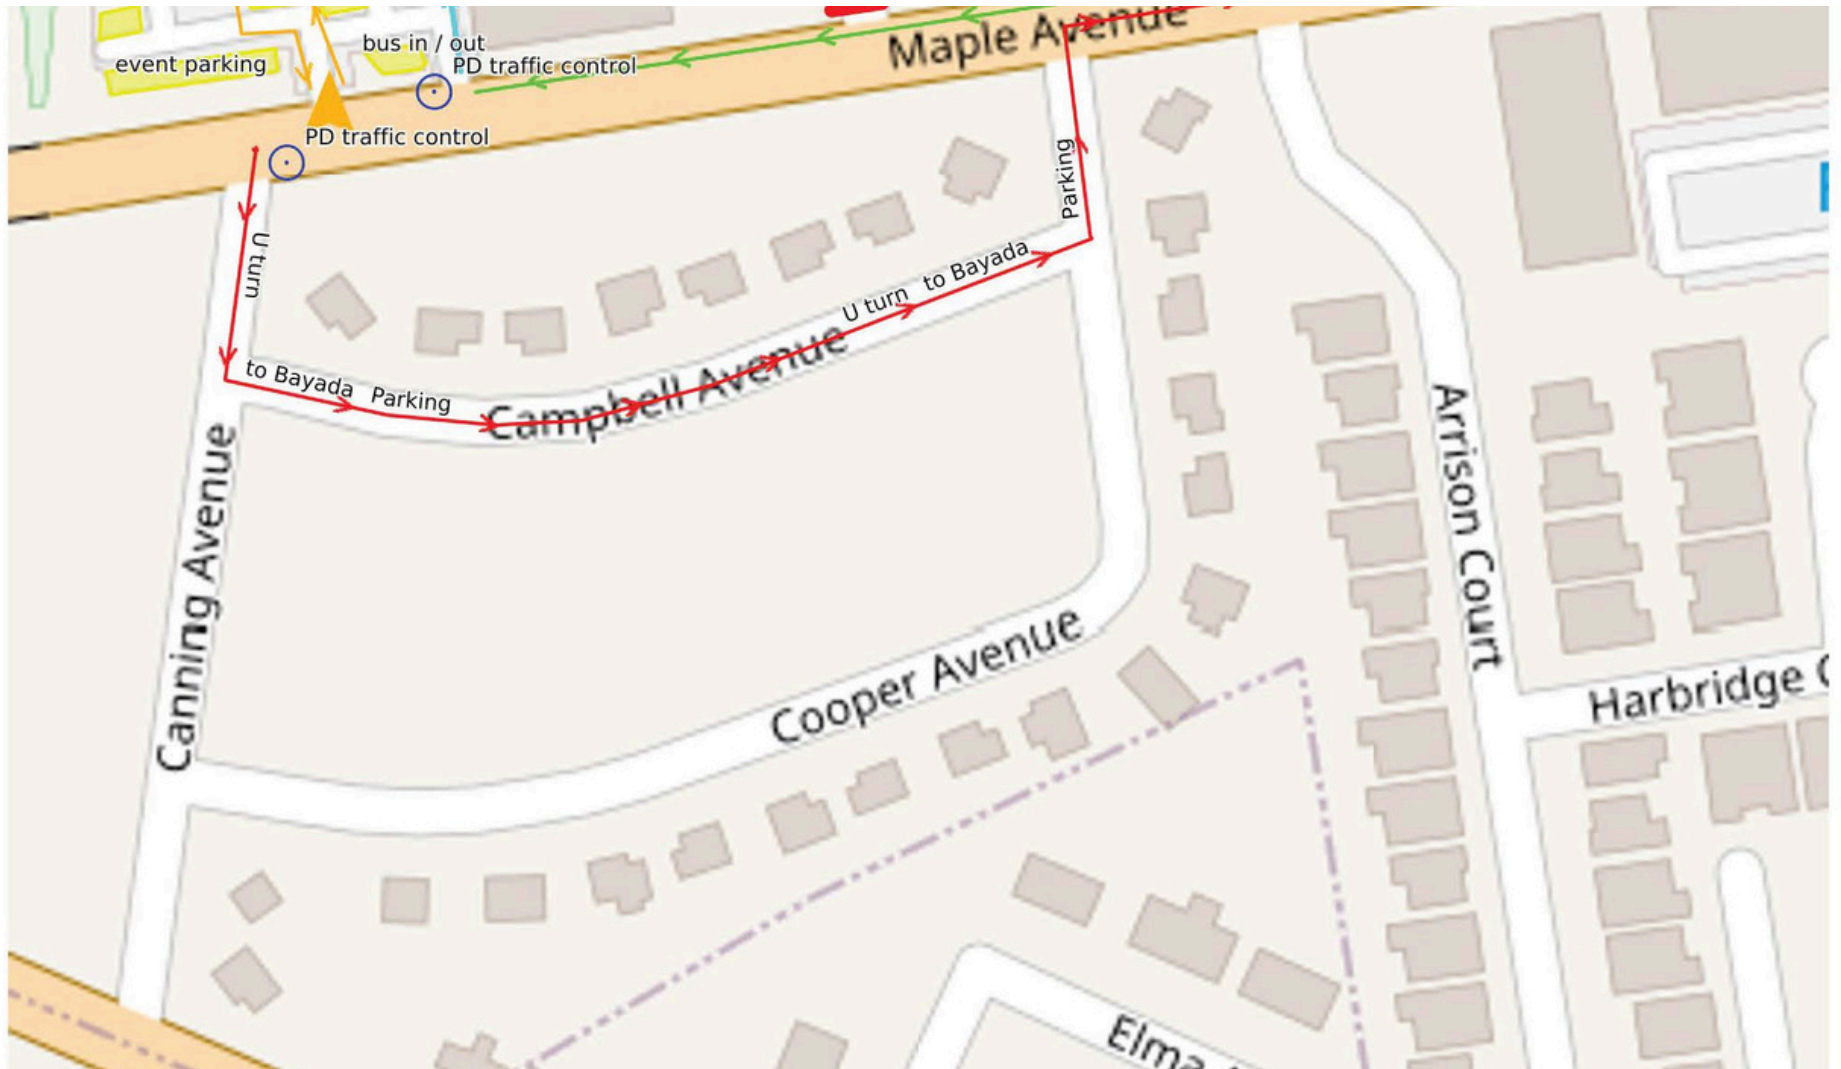 bus in / out
event parking
PD traffic control
Maple Avenue
PD traffic control
U turn
to Bayada Parking
U turn to Bayada
Parking
Campbell Avenue
Canning Avenue
Cooper Avenue
Arrison Court
Harbridge
Elma